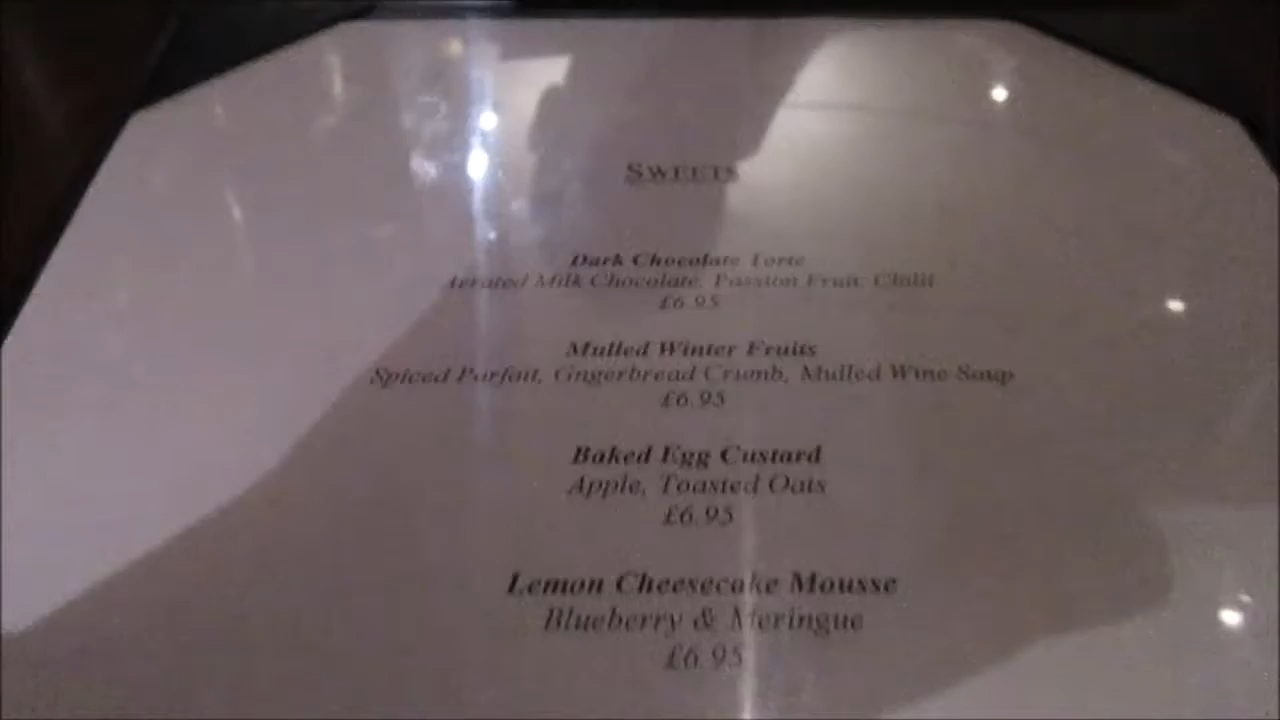 SWEETS
Dark Chocolate Torte
Aerated Milk Chocolate, Passion Fruit, Chilli
£6.95
Mulled Winter Fruits
Spiced Parfait, Gingerbread Crumb, Mulled Wine Soup
£6.95
Baked Egg Custard
Apple, Toasted Oats
£6.95
Lemon Cheesecake Mousse
Blueberry & Meringue
£6.95